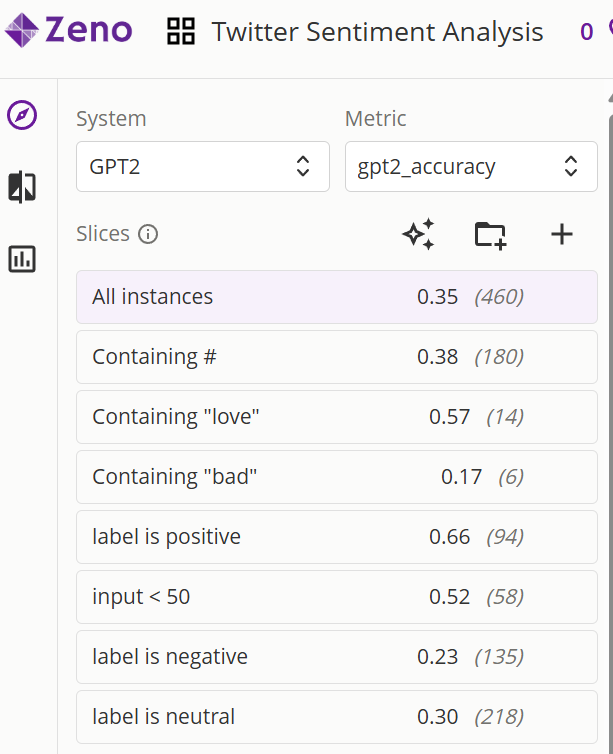 Zeno Twitter Sentiment Analysis 0
System Metric
GPT2 gpt2_accuracy
Slices
All instances 0.35 (460)
Containing # 0.38 (180)
Containing "love" 0.57 (14)
Containing "bad" 0.17 (6)
label is positive 0.66 (94)
input < 50 0.52 (58)
label is negative 0.23 (135)
label is neutral 0.30 (218)